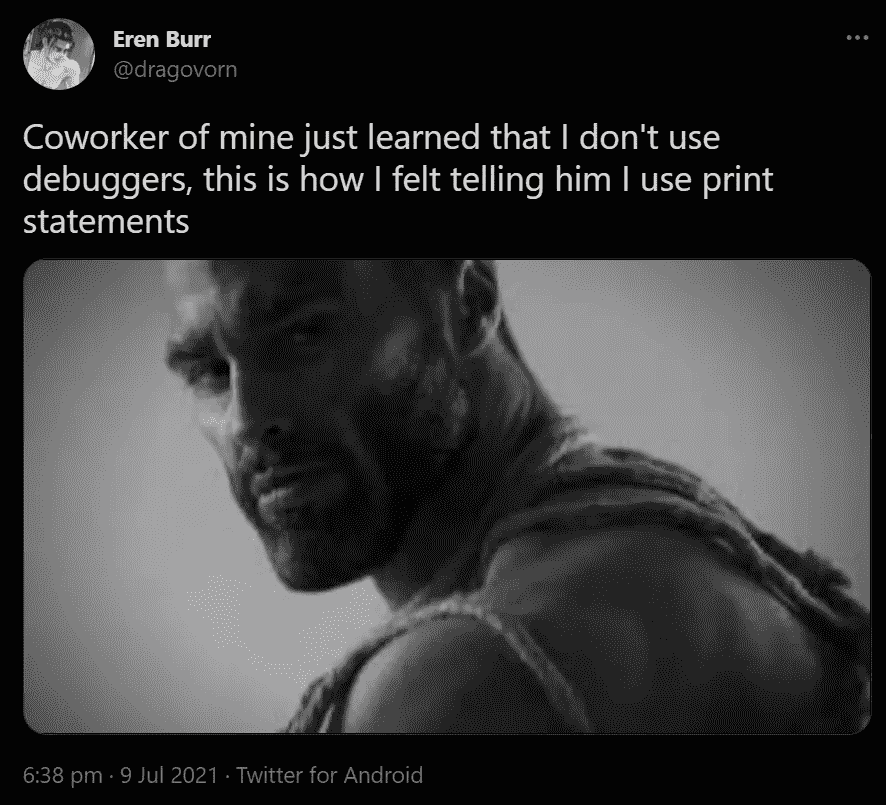 Eren Burr
@dragovorn
Coworker of mine just learned that I don't use
debuggers, this is how I felt telling him I use print
statements
6:38 pm · 9 Jul 2021 · Twitter for Android